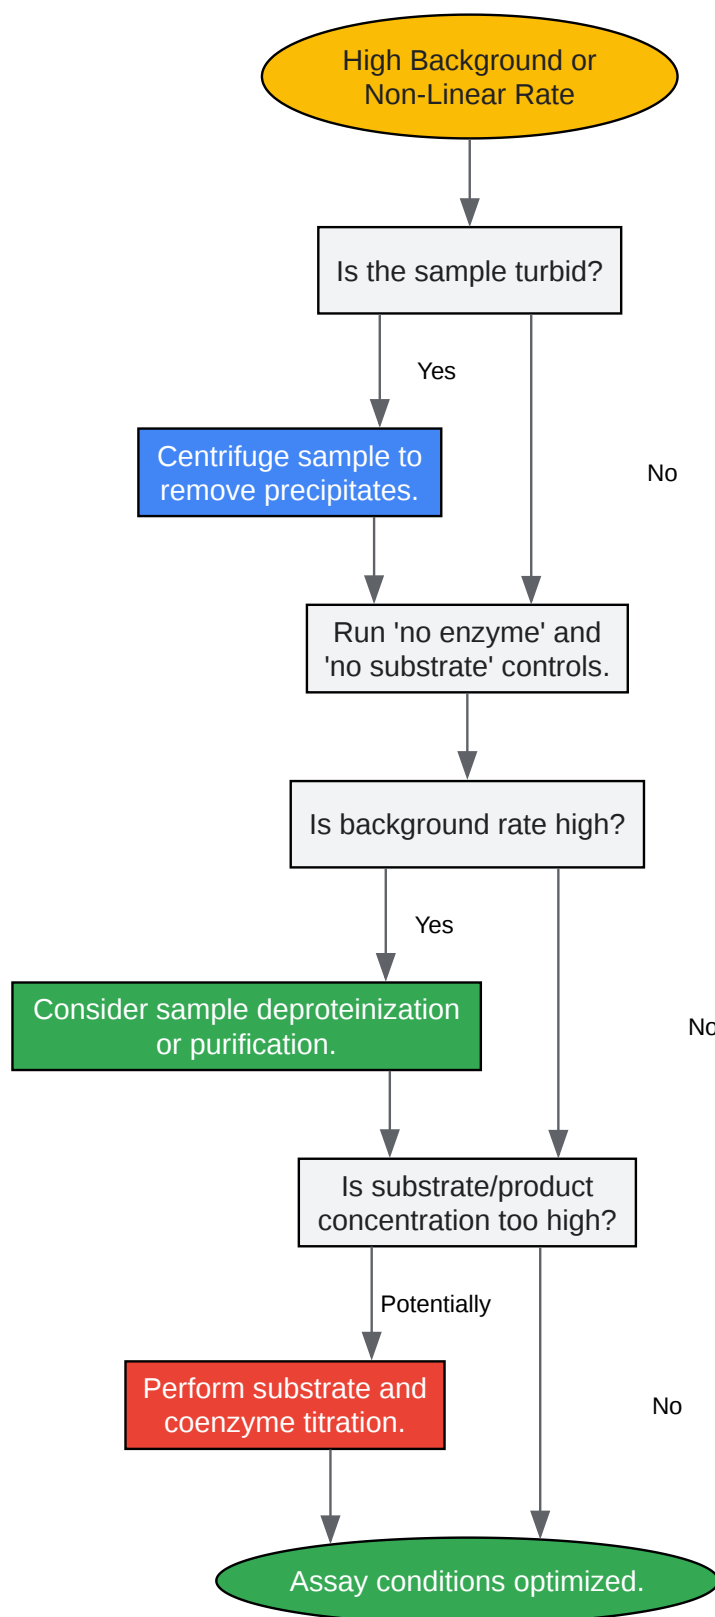 High Background or
Non-Linear Rate
Is the sample turbid?
Yes
Centrifuge sample to
remove precipitates.
No
Run 'no enzyme' and
'no substrate' controls.
Is background rate high?
Yes
Consider sample deproteinization
or purification.
No
Is substrate/product
concentration too high?
Potentially
Perform substrate and
coenzyme titration.
No
Assay conditions optimized.